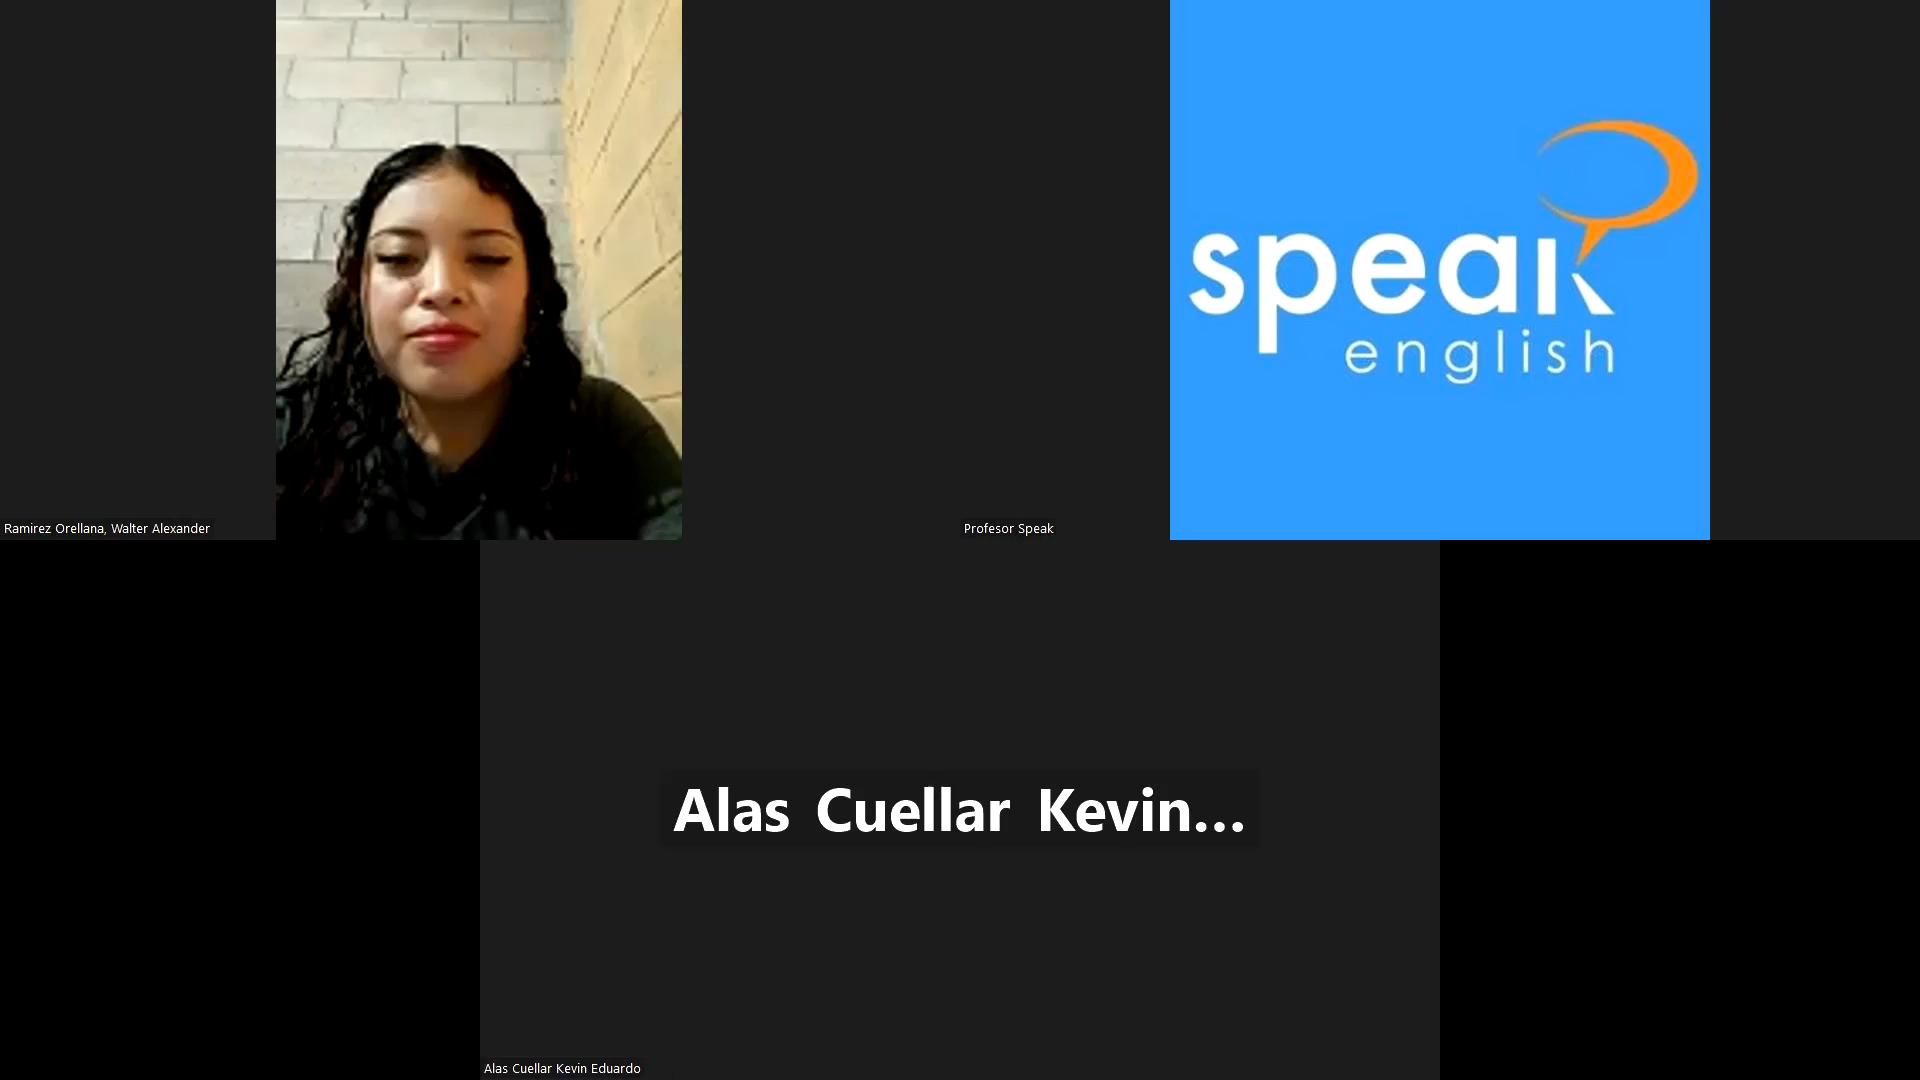 speak
english
Ramirez Orellana, Walter Alexander
Profesor Speak
Alas Cuellar Kevin...
Alas Cuellar Kevin Eduardo